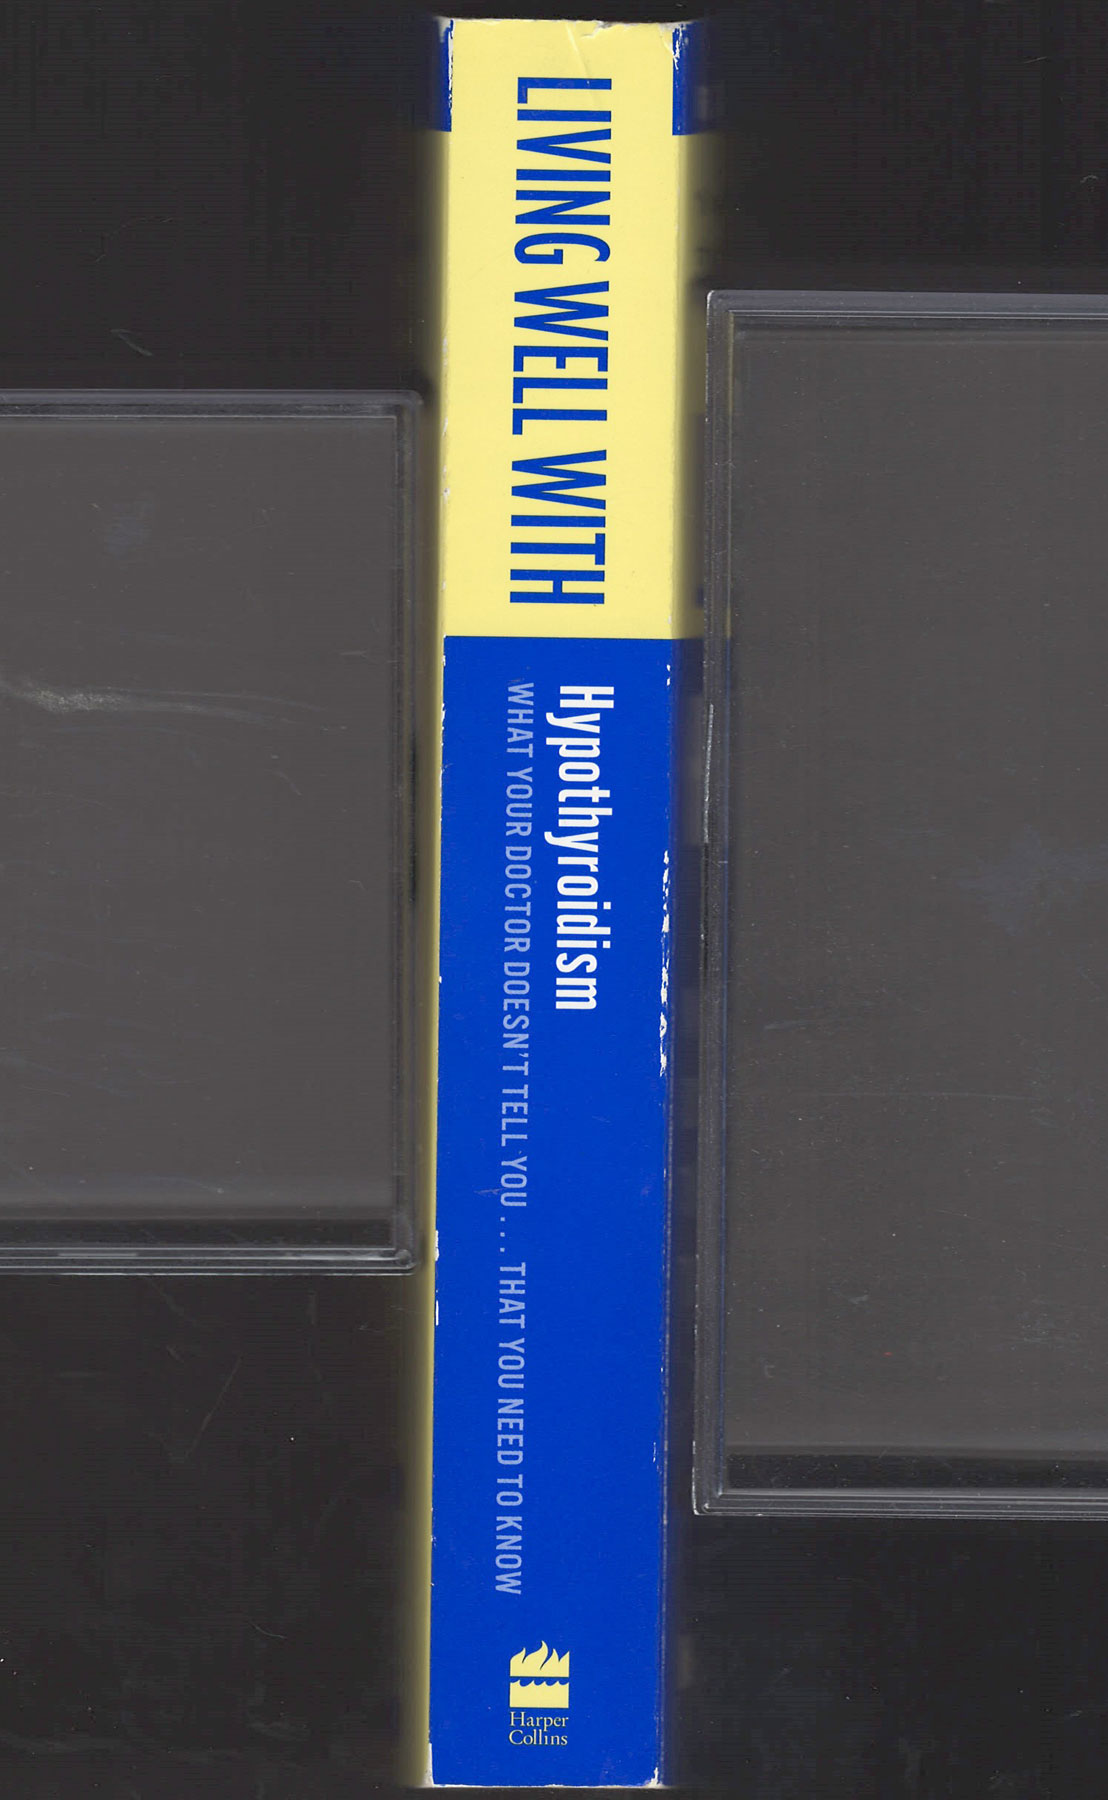 LIVING WELL WITH
Hypothyroidism
WHAT YOUR DOCTOR DOESN'T TELL YOU . . . THAT YOU NEED TO KNOW
Harper
Collins